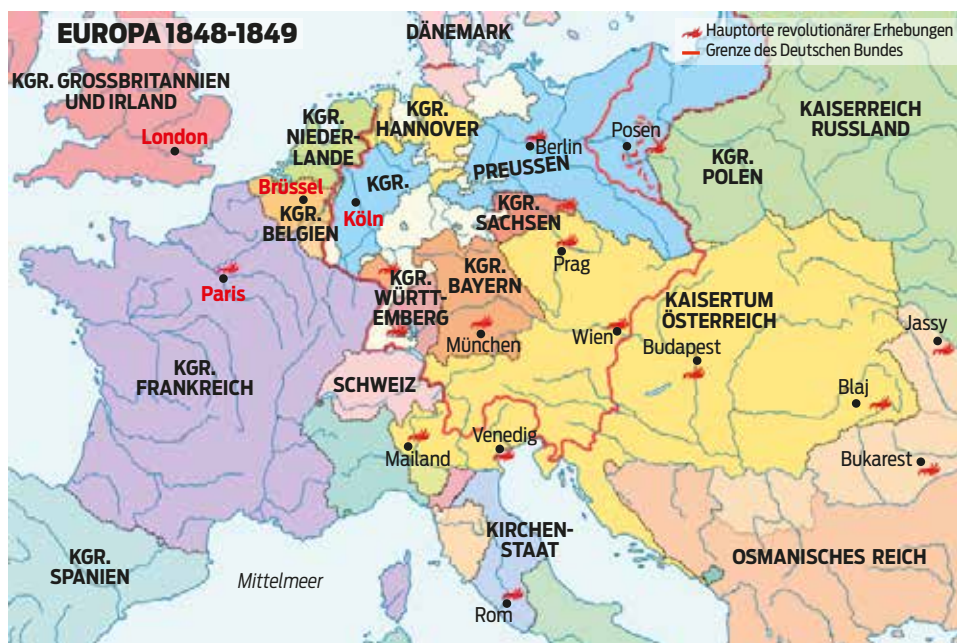 EUROPA 1848-1849
Hauptorte revolutionärer Erhebungen
Grenze des Deutschen Bundes
DÄNEMARK
KGR. GROSSBRITANNIEN
UND IRLAND
London
KGR.
NIEDER-
LANDE
KGR.
HANNOVER
Berlin
Posen
KAISERREICH
RUSSLAND
KGR.
POLEN
KGR.
PREUSSEN
Brüssel
KGR.
BELGIEN
Köln
KGR.
SACHSEN
Prag
Paris
KGR.
WÜRTT-
EMBERG
KGR.
BAYERN
München
Wien
KAISERTUM
ÖSTERREICH
Budapest
Jassy
KGR.
FRANKREICH
SCHWEIZ
Blaj
Mailand
Venedig
Bukarest
KGR.
SPANIEN
Mittelmeer
KIRCHEN-
STAAT
OSMANISCHES REICH
Rom